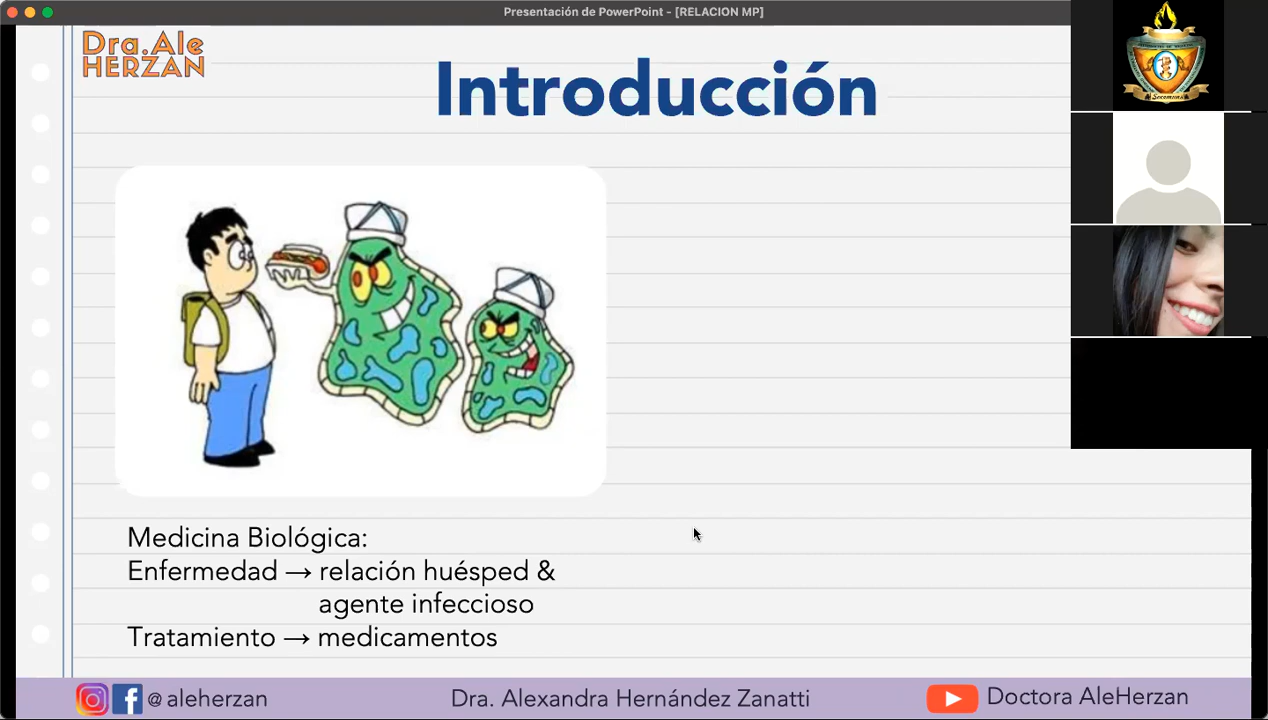 Presentación de PowerPoint - [RELACION MP]
Dra.Ale
HERZAN
Introducción
Medicina Biológica:
Enfermedad → relación huésped &
agente infeccioso
Tratamiento → medicamentos
@ aleherzan
Dra. Alexandra Hernández Zanatti
Doctora AleHerzan